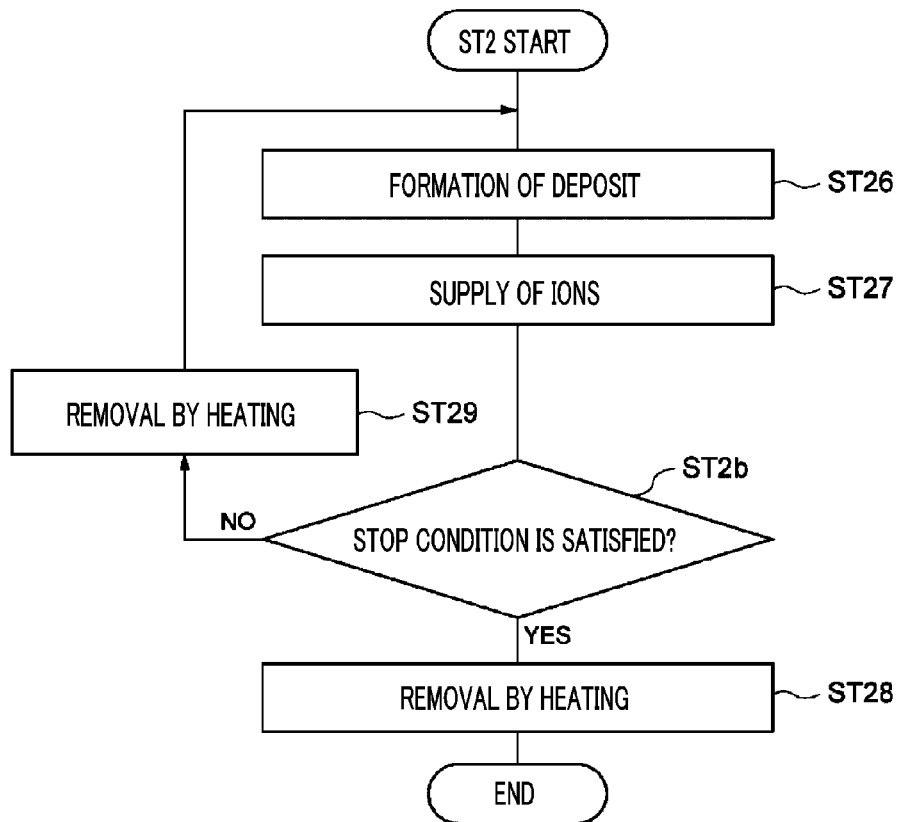 ST2 START
FORMATION OF DEPOSIT
ST26
SUPPLY OF IONS
ST27
REMOVAL BY HEATING
ST29
ST2b
NO
STOP CONDITION IS SATISFIED?
YES
REMOVAL BY HEATING
ST28
END